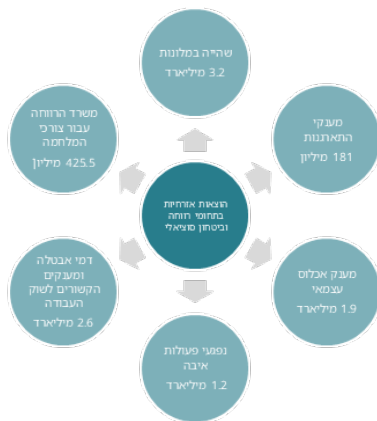 שהייה במלונות
3.2 מיליארד
מענקי
התארגנות
181 מיליון
מענק אכלוס
עצמאי
1.9 מיליארד
נפגעי פעולות
איבה
1.2 מיליארד
דמי אבטלה
ומענקים
הקשורים לשוק
העבודה
2.6 מיליארד
משרד הרווחה
עבור צורכי
המלחמה
425.5 מיליון
הוצאות אזרחיות
בתחומי רווחה
וביטחון סוציאלי